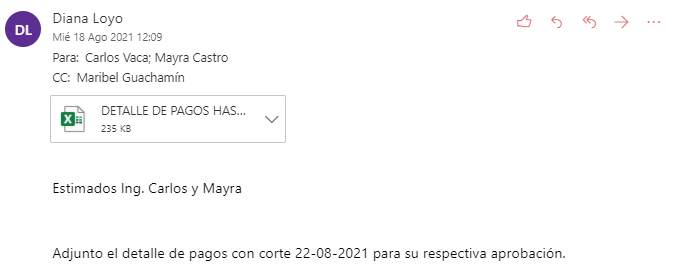 DL
Diana Loyo
Mié 18 Ago 2021 12:09
Para: Carlos Vaca; Mayra Castro
CC: Maribel Guachamín
DETALLE DE PAGOS HAS...
235 KB
Estimados Ing. Carlos y Mayra
Adjunto el detalle de pagos con corte 22-08-2021 para su respectiva aprobación.